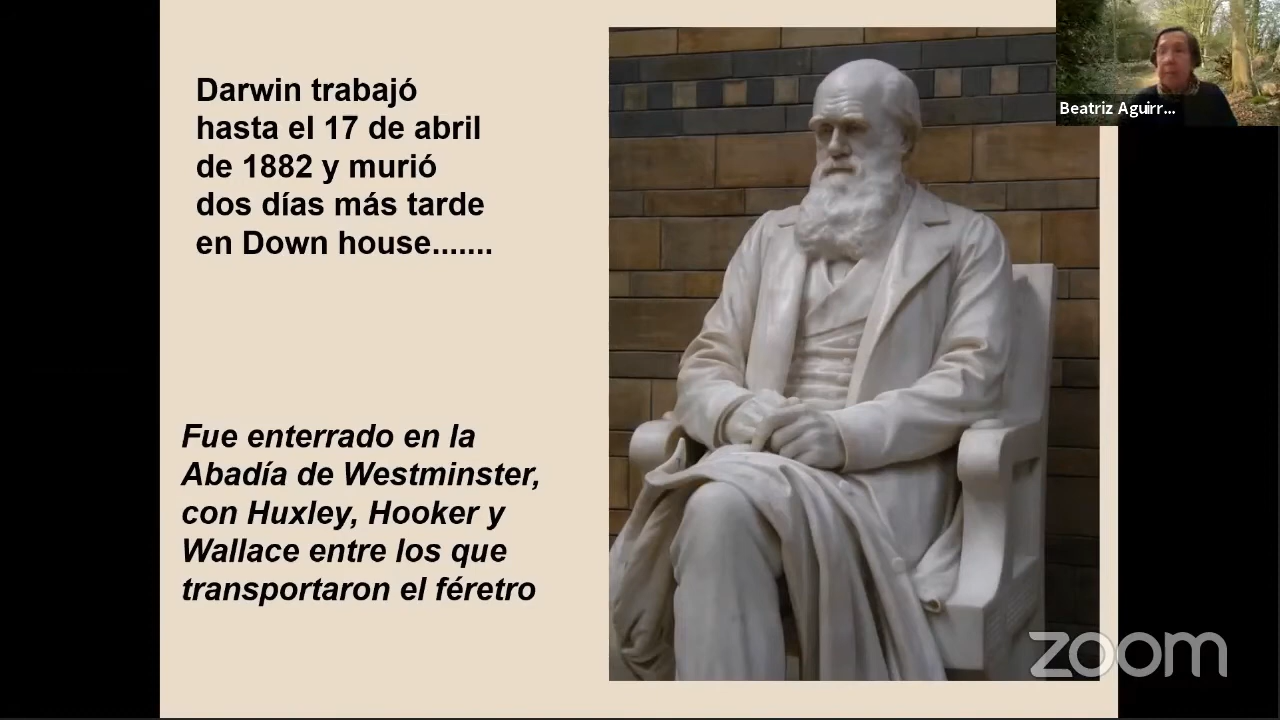 Darwin trabajó
hasta el 17 de abril
de 1882 y murió
dos días más tarde
en Down house.......
Beatriz Aguirr...
Fue enterrado en la
Abadía de Westminster,
con Huxley, Hooker y
Wallace entre los que
transportaron el féretro
zoom